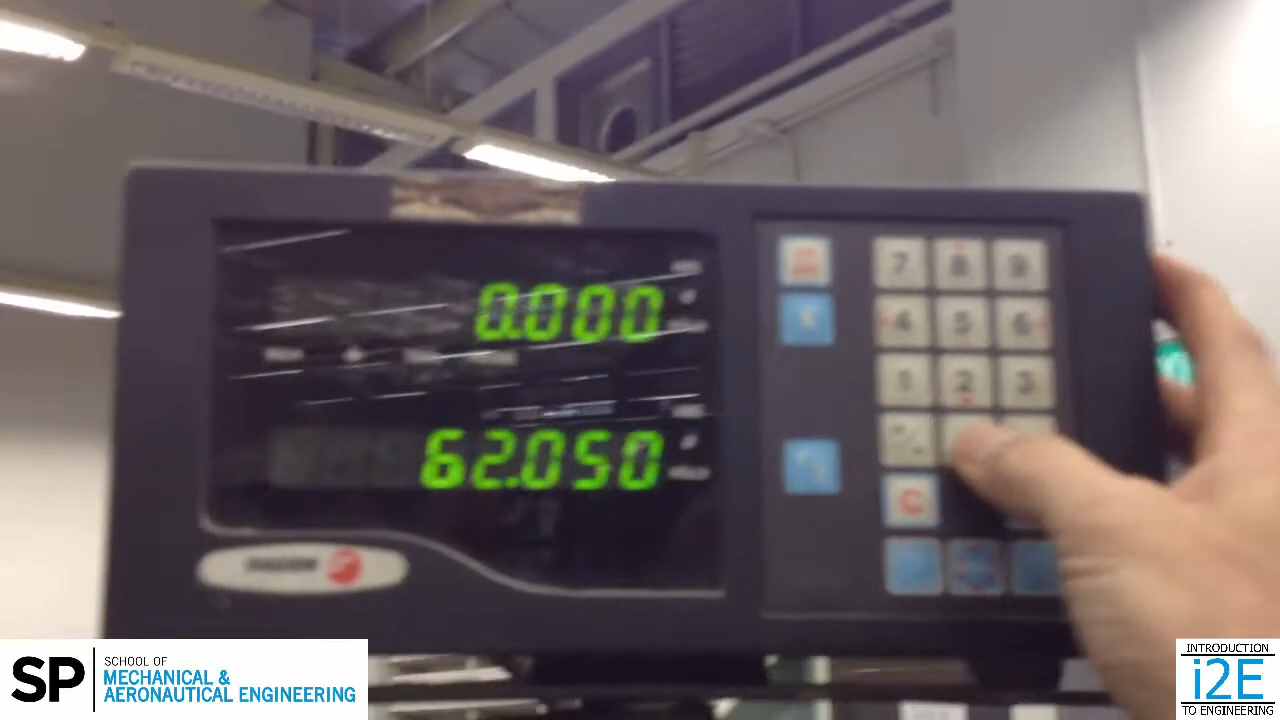 0.000
62.050
7 8 9
4 5 6
2 3
C
SP
SCHOOL OF
MECHANICAL &
AERONAUTICAL ENGINEERING
INTRODUCTION
i2E
TO ENGINEERING